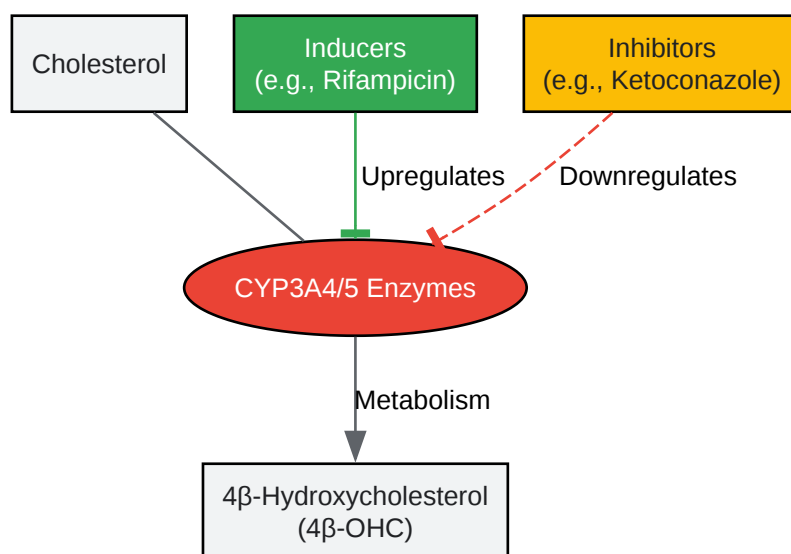 Cholesterol
Inducers
(e.g., Rifampicin)
Inhibitors
(e.g., Ketoconazole)
Upregulates
Downregulates
CYP3A4/5 Enzymes
Metabolism
4β-Hydroxycholesterol
(4β-OHC)